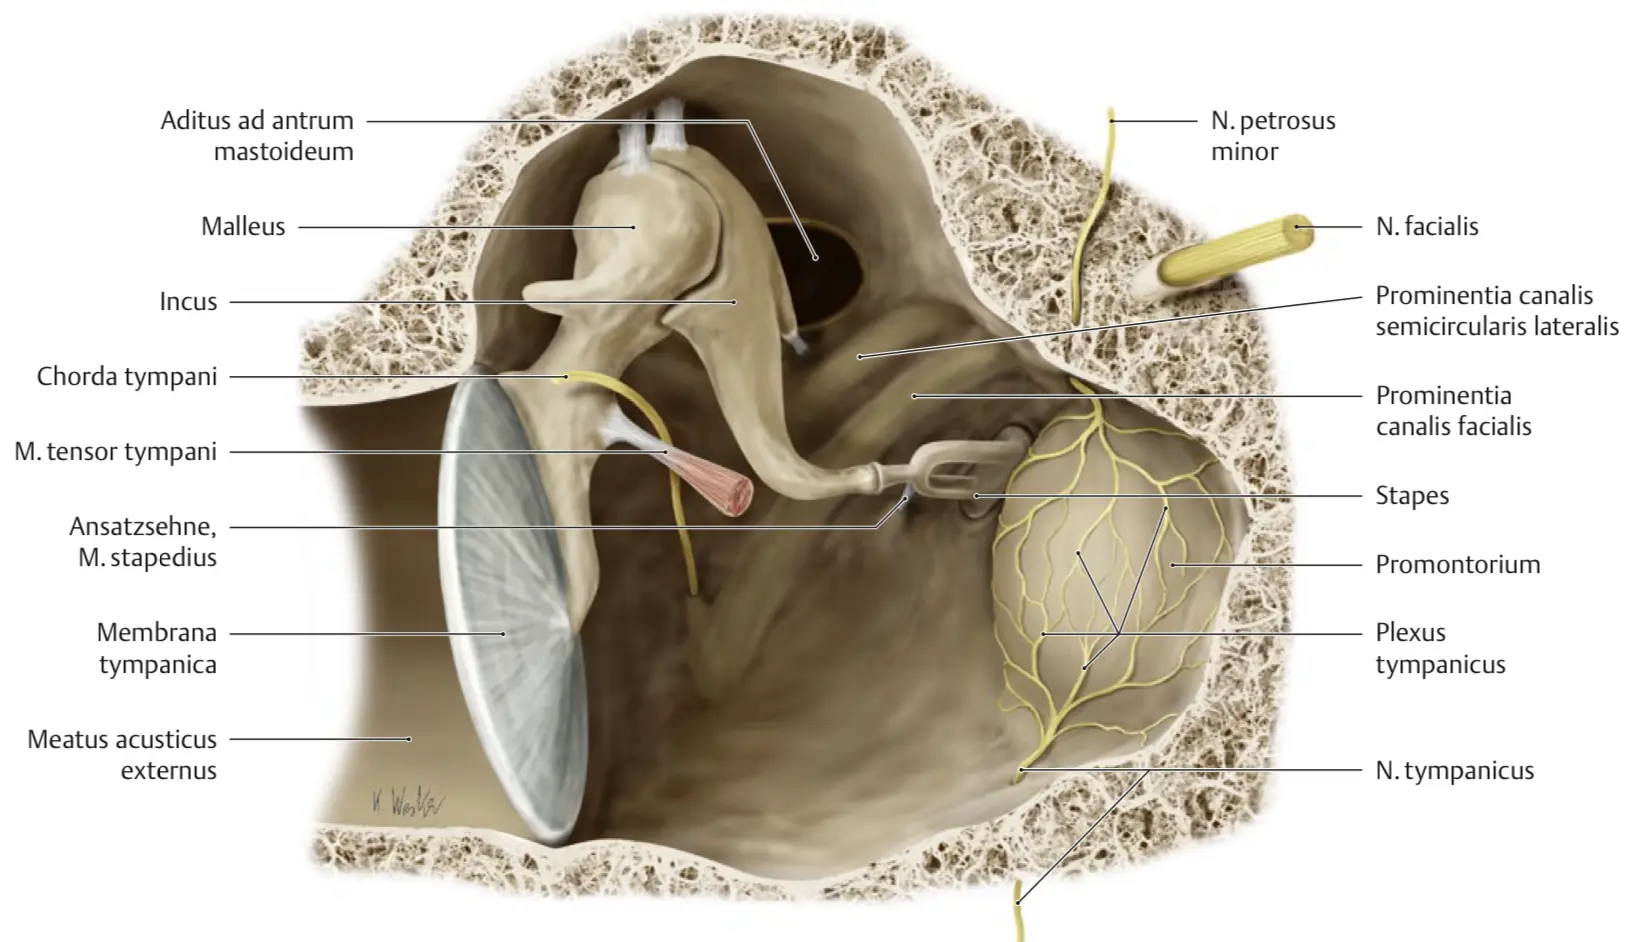 Aditus ad antrum
mastoideum
Malleus
Incus
Chorda tympani
M. tensor tympani
Ansatzsehne,
M. stapedius
Membrana
tympanica
Meatus acusticus
externus
N. petrosus
minor
N. facialis
Prominentia canalis
semicircularis lateralis
Prominentia
canalis facialis
Stapes
Promontorium
Plexus
tympanicus
N. tympanicus